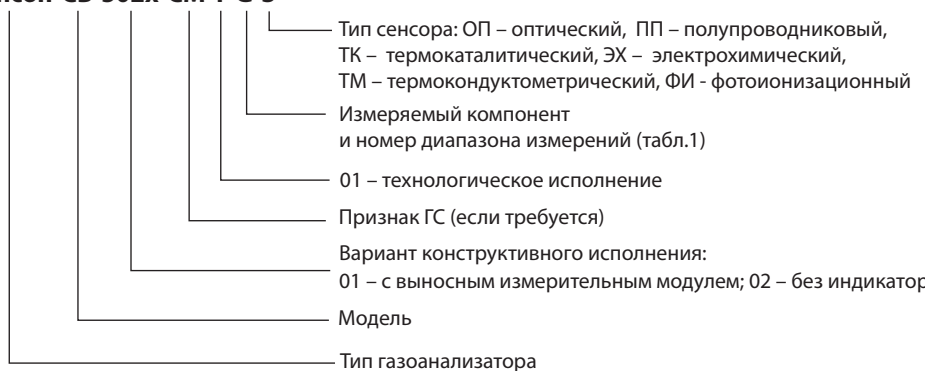 Тип сенсора: ОП – оптический, ПП – полупроводниковый,
ТК – термокаталитический, ЭХ – электрохимический,
ТМ – термокондуктометрический, ФИ - фотоионизационный
Измеряемый компонент
и номер диапазона измерений (табл.1)
01 – технологическое исполнение
Признак ГС (если требуется)
Вариант конструктивного исполнения:
01 – с выносным измерительным модулем; 02 – без индикатор
Модель
Тип газоанализатора